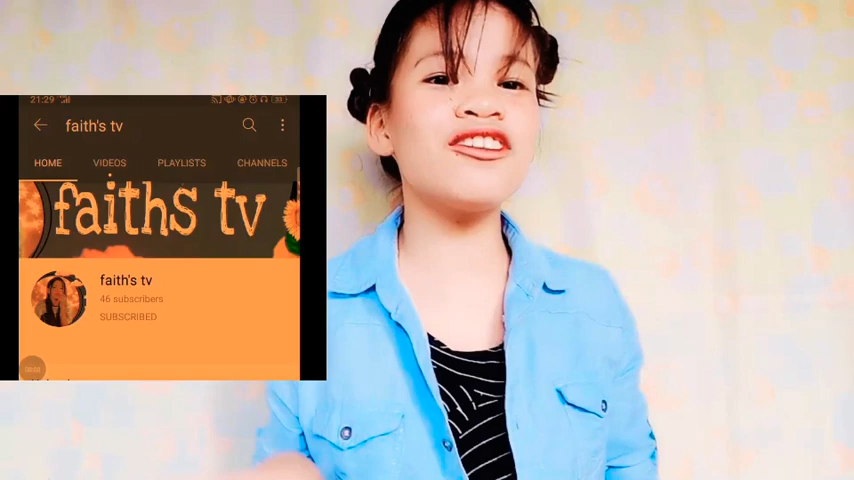 21:29
faith's tv
HOME VIDEOS PLAYLISTS CHANNELS
faiths tv
faith's tv
46 subscribers
SUBSCRIBED